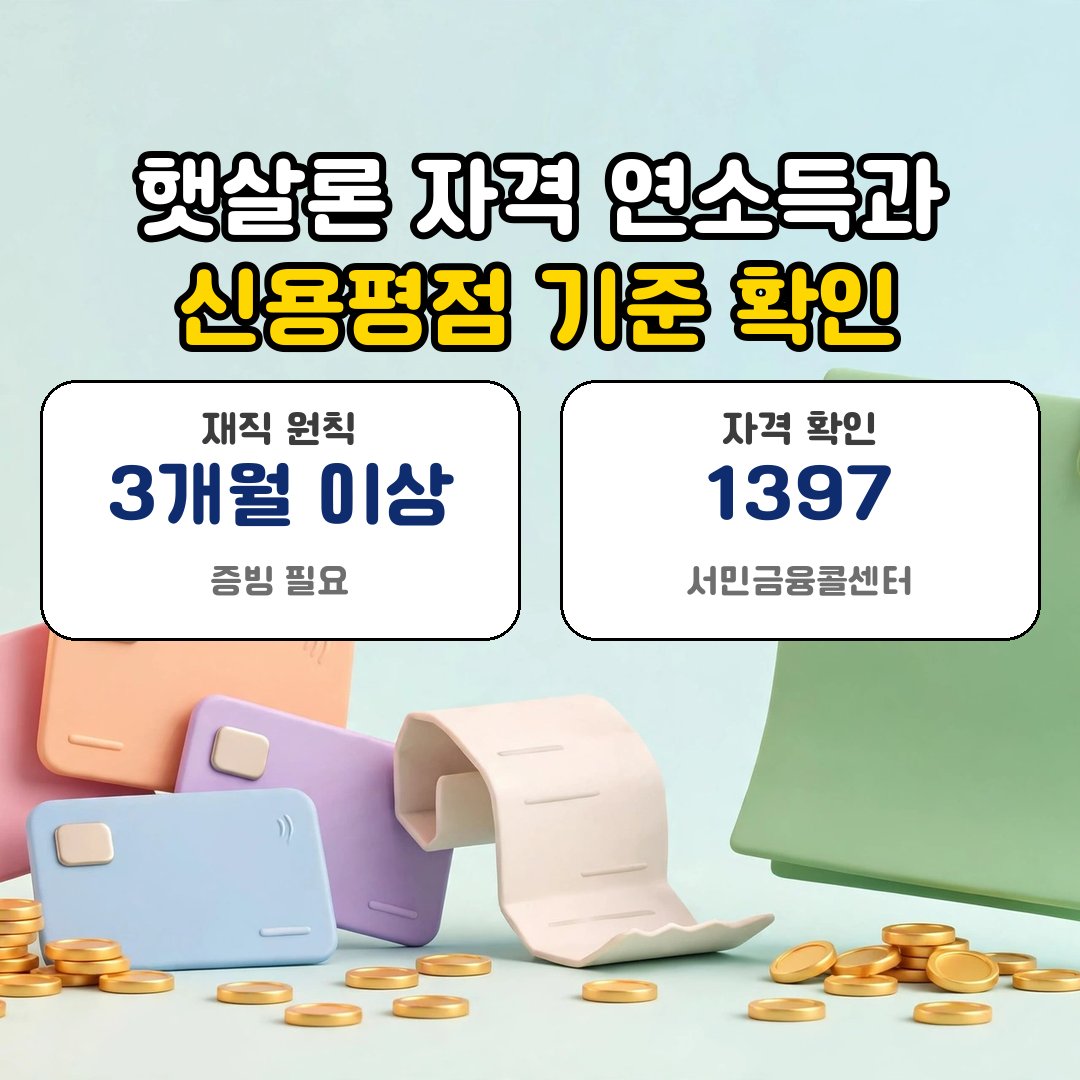 햇살론 자격 연소득과
신용평점 기준 확인
재직 원칙
3개월 이상
증빙 필요
자격 확인
1397
서민금융콜센터